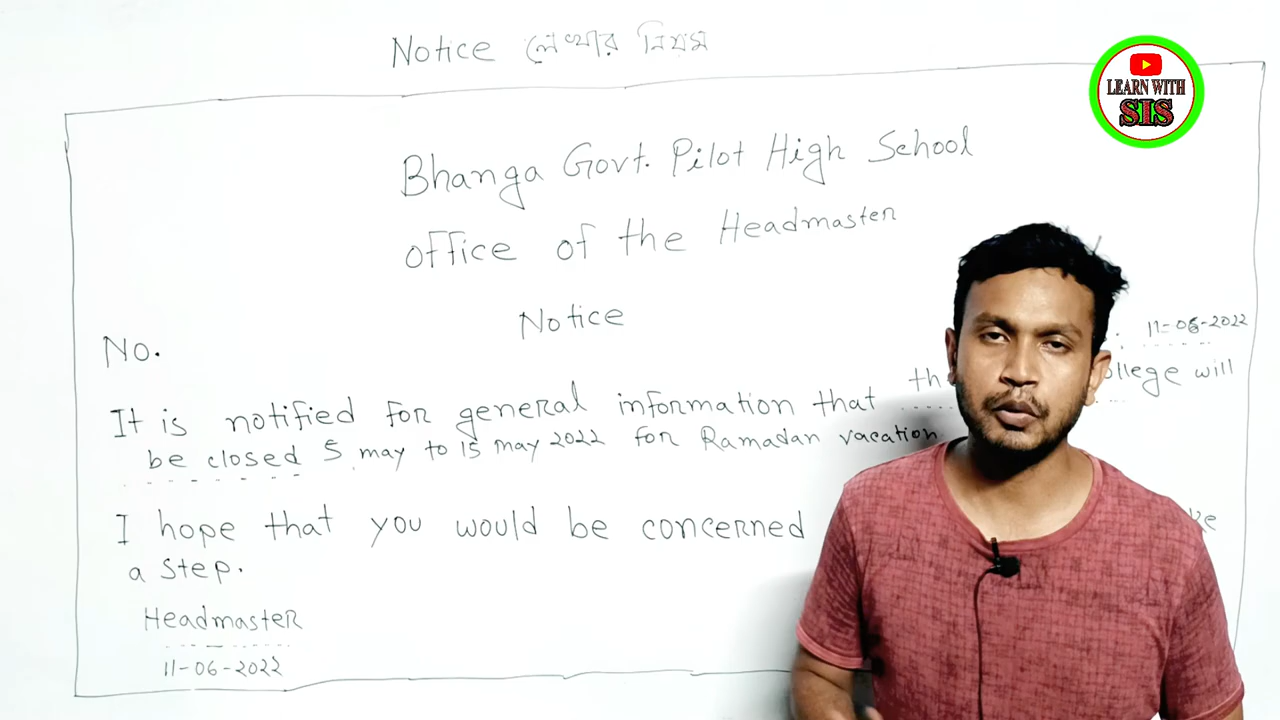 Notice লেখার নিয়ম
LEARN WITH
SIS
Bhanga Govt. Pilot High School
office of the Headmaster
Notice
No.
11-06-2022
It is notified for general information that will
be closed 5 may to 15 may 2022 for Ramadan vacation
I hope that you would be concerned
a step.
Headmaster
11-06-2022